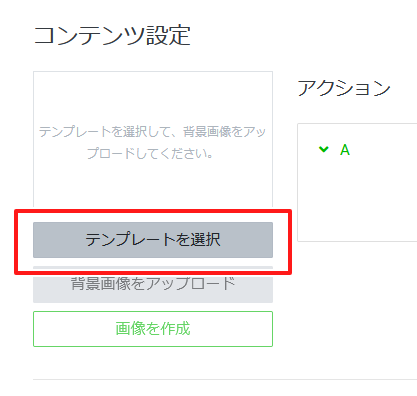 コンテンツ設定
テンプレートを選択して、背景画像をアッ
プロードしてください。
テンプレートを選択
背景画像をアップロード
画像を作成
アクション
A